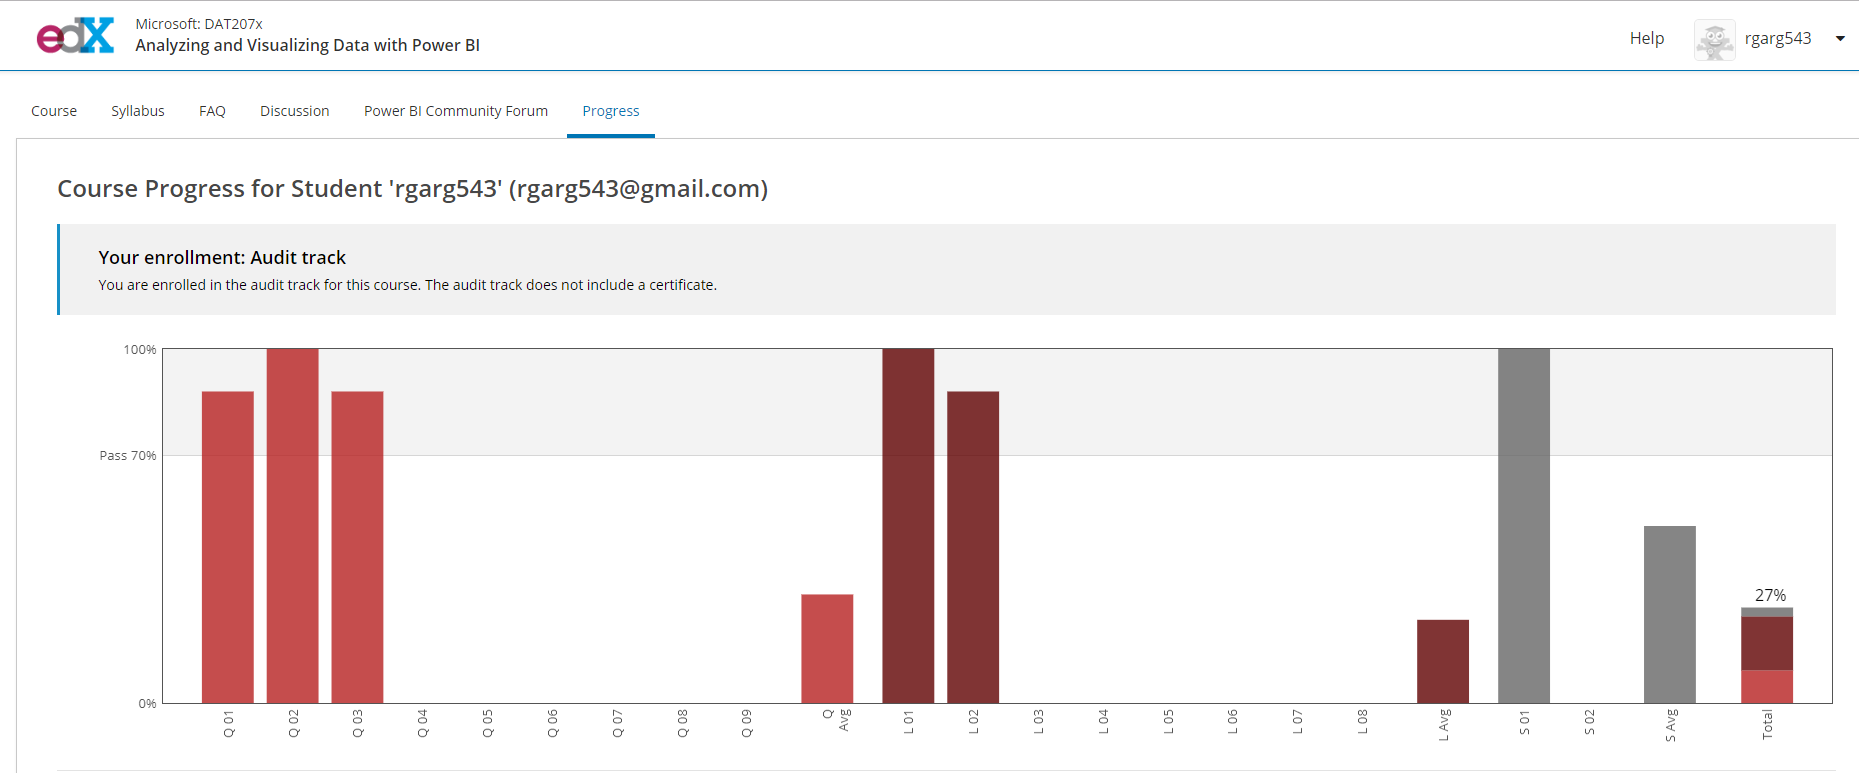 edX
Microsoft: DAT207x
Analyzing and Visualizing Data with Power BI
Help
rgarg543
Course
Syllabus
FAQ
Discussion
Power BI Community Forum
Progress
Course Progress for Student 'rgarg543' (rgarg543@gmail.com)
Your enrollment: Audit track
You are enrolled in the audit track for this course. The audit track does not include a certificate.
100%
Pass 70%
0%
27%
Q 01
Q 02
Q 03
Q 04
Q 05
Q 06
Q 07
Q 08
Q 09
Q
Avg
L 01
L 02
L 03
L 04
L 05
L 06
L 07
L 08
L Avg
S 01
S 02
S Avg
Total